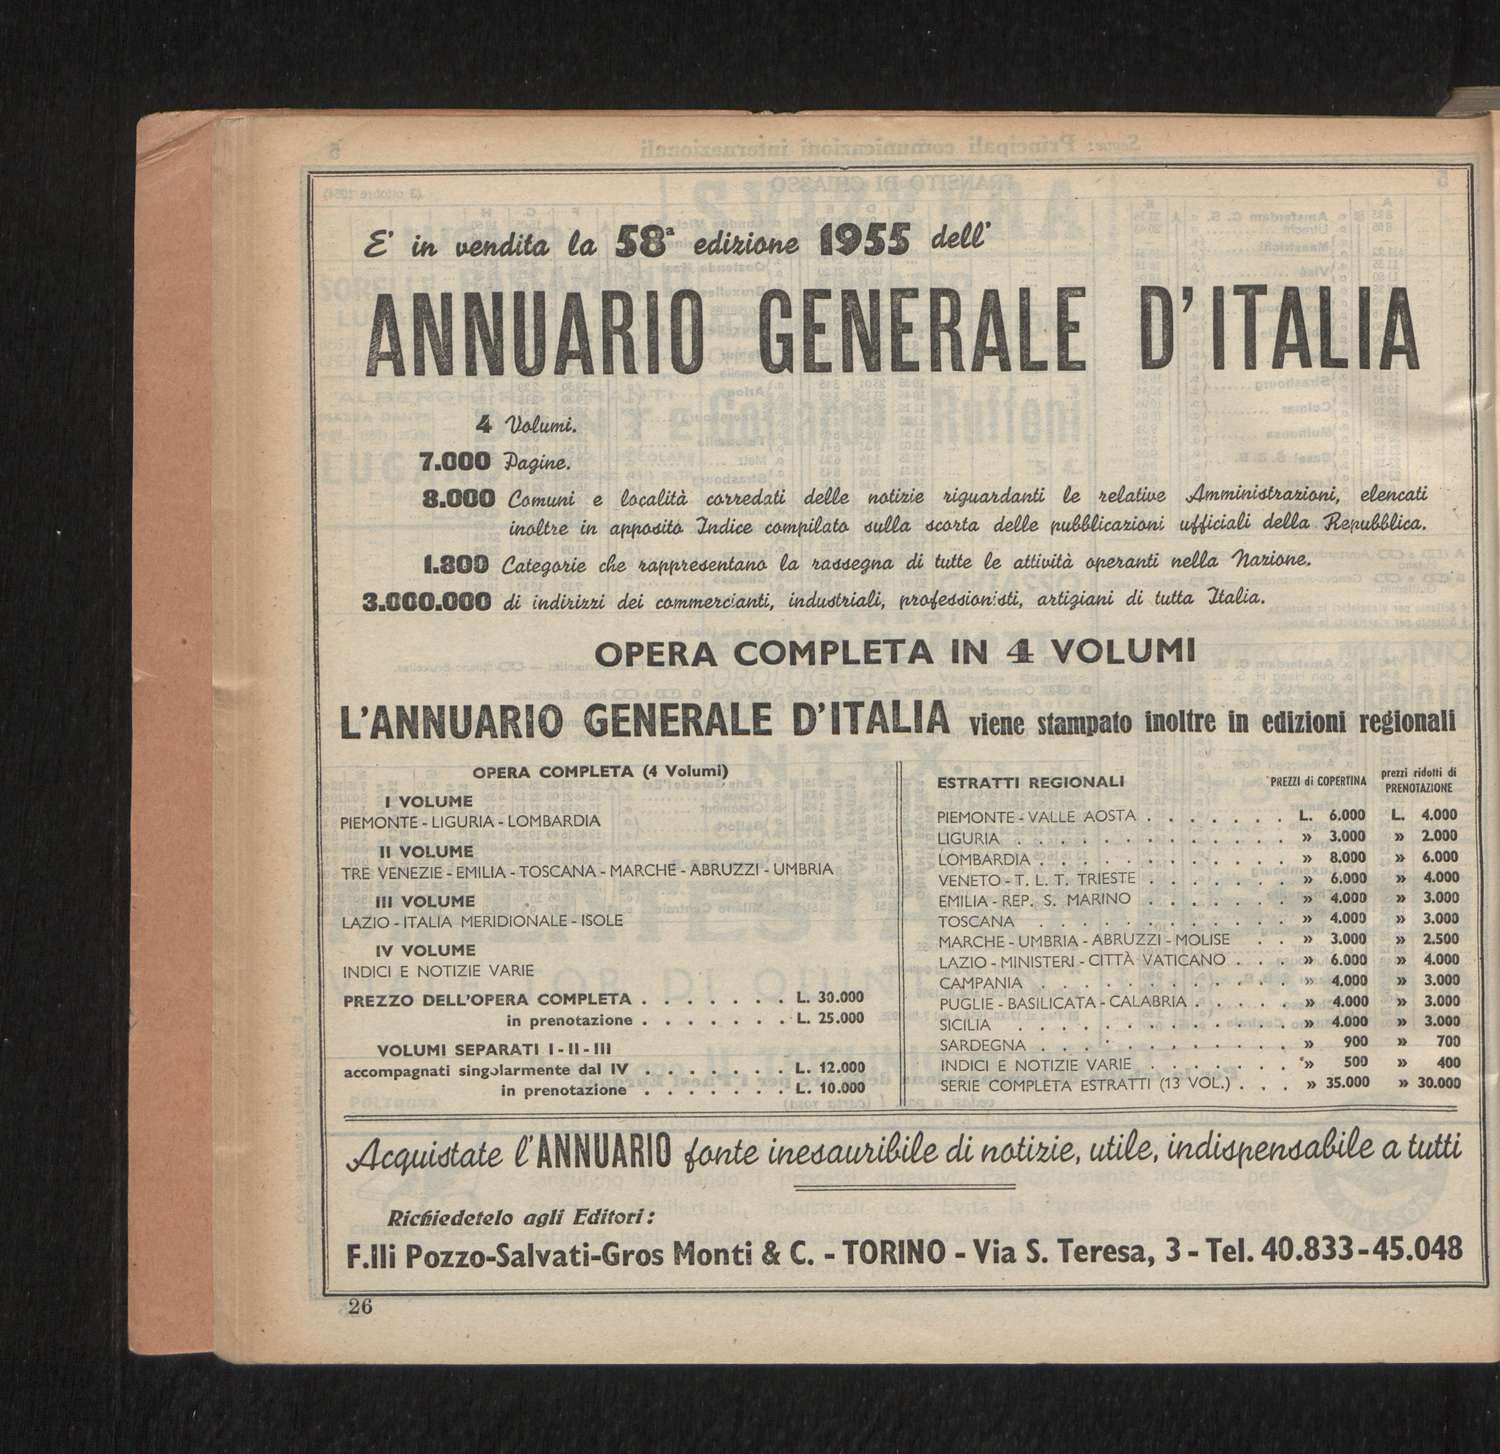 E' in vendita la 58ª edizione 1955 dell'
ANNUARIO GENERALE D'ITALIA
4 Volumi.
7.000 Pagine.
8.000 Comuni e località corredati delle notizie riguardanti le relative Amministrazioni, elencati
inoltre in apposito Indice compilato sulla scorta delle pubblicazioni ufficiali della Repubblica.
1.800 Categorie che rappresentano la rassegna di tutte le attività operanti nella Nazione.
3.000.000 di indirizzi dei commercianti, industriali, professionisti, artigiani di tutta Italia.
OPERA COMPLETA IN 4 VOLUMI
L'ANNUARIO GENERALE D'ITALIA viene stampato inoltre in edizioni regionali
OPERA COMPLETA (4 Volumi)
I VOLUME
PIEMONTE - LIGURIA - LOMBARDIA
II VOLUME
TRE VENEZIE - EMILIA - TOSCANA - MARCHE - ABRUZZI - UMBRIA
III VOLUME
LAZIO - ITALIA MERIDIONALE - ISOLE
IV VOLUME
INDICI E NOTIZIE VARIE
PREZZO DELL'OPERA COMPLETA . . . . . . . L. 30.000
in prenotazione . . . . . . . L. 25.000
VOLUMI SEPARATI I - II - III
accompagnati singolarmente dal IV . . . . . . . L. 12.000
in prenotazione . . . . . . . L. 10.000
ESTRATTI REGIONALI PREZZI di COPERTINA prezzi ridotti di PRENOTAZIONE
PIEMONTE - VALLE AOSTA . . . . . . . L. 6.000 L. 4.000
LIGURIA . . . . . . . . . . . . . » 3.000 » 2.000
LOMBARDIA . . . . . . . . . . . . » 8.000 » 6.000
VENETO - T. L. T. TRIESTE . . . . . . . » 6.000 » 4.000
EMILIA - REP. S. MARINO . . . . . . . » 4.000 » 3.000
TOSCANA . . . . . . . . . . . » 4.000 » 3.000
MARCHE - UMBRIA - ABRUZZI - MOLISE . . » 3.000 » 2.500
LAZIO - MINISTERI - CITTÀ VATICANO . . . » 6.000 » 4.000
CAMPANIA . . . . . . . . . . . . » 4.000 » 3.000
PUGLIE - BASILICATA - CALABRIA . . . . . » 4.000 » 3.000
SICILIA . . . . . . . . . . . . . » 4.000 » 3.000
SARDEGNA . . . . . . . . . . . . » 900 » 700
INDICI E NOTIZIE VARIE . . . . . . . » 500 » 400
SERIE COMPLETA ESTRATTI (13 VOL.) . . . » 35.000 » 30.000
Acquistate l'ANNUARIO fonte inesauribile di notizie, utile, indispensabile a tutti
Richiedetelo agli Editori:
F.lli Pozzo-Salvati-Gros Monti & C. - TORINO - Via S. Teresa, 3 - Tel. 40.833-45.048
26